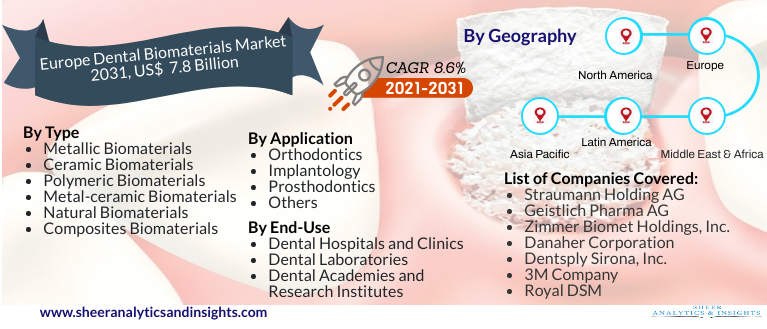 Europe Dental Biomaterials Market
2031, US$ 7.8 Billion
CAGR 8.6%
2021-2031
By Geography
North America
Europe
Asia Pacific
Latin America
Middle East & Africa
By Type
• Metallic Biomaterials
• Ceramic Biomaterials
• Polymeric Biomaterials
• Metal-ceramic Biomaterials
• Natural Biomaterials
• Composites Biomaterials
By Application
• Orthodontics
• Implantology
• Prosthodontics
• Others
By End-Use
• Dental Hospitals and Clinics
• Dental Laboratories
• Dental Academies and
Research Institutes
List of Companies Covered:
• Straumann Holding AG
• Geistlich Pharma AG
• Zimmer Biomet Holdings, Inc.
• Danaher Corporation
• Dentsply Sirona, Inc.
• 3M Company
• Royal DSM
www.sheeranalyticsandinsights.com
SHEER
ANALYTICS & INSIGHTS